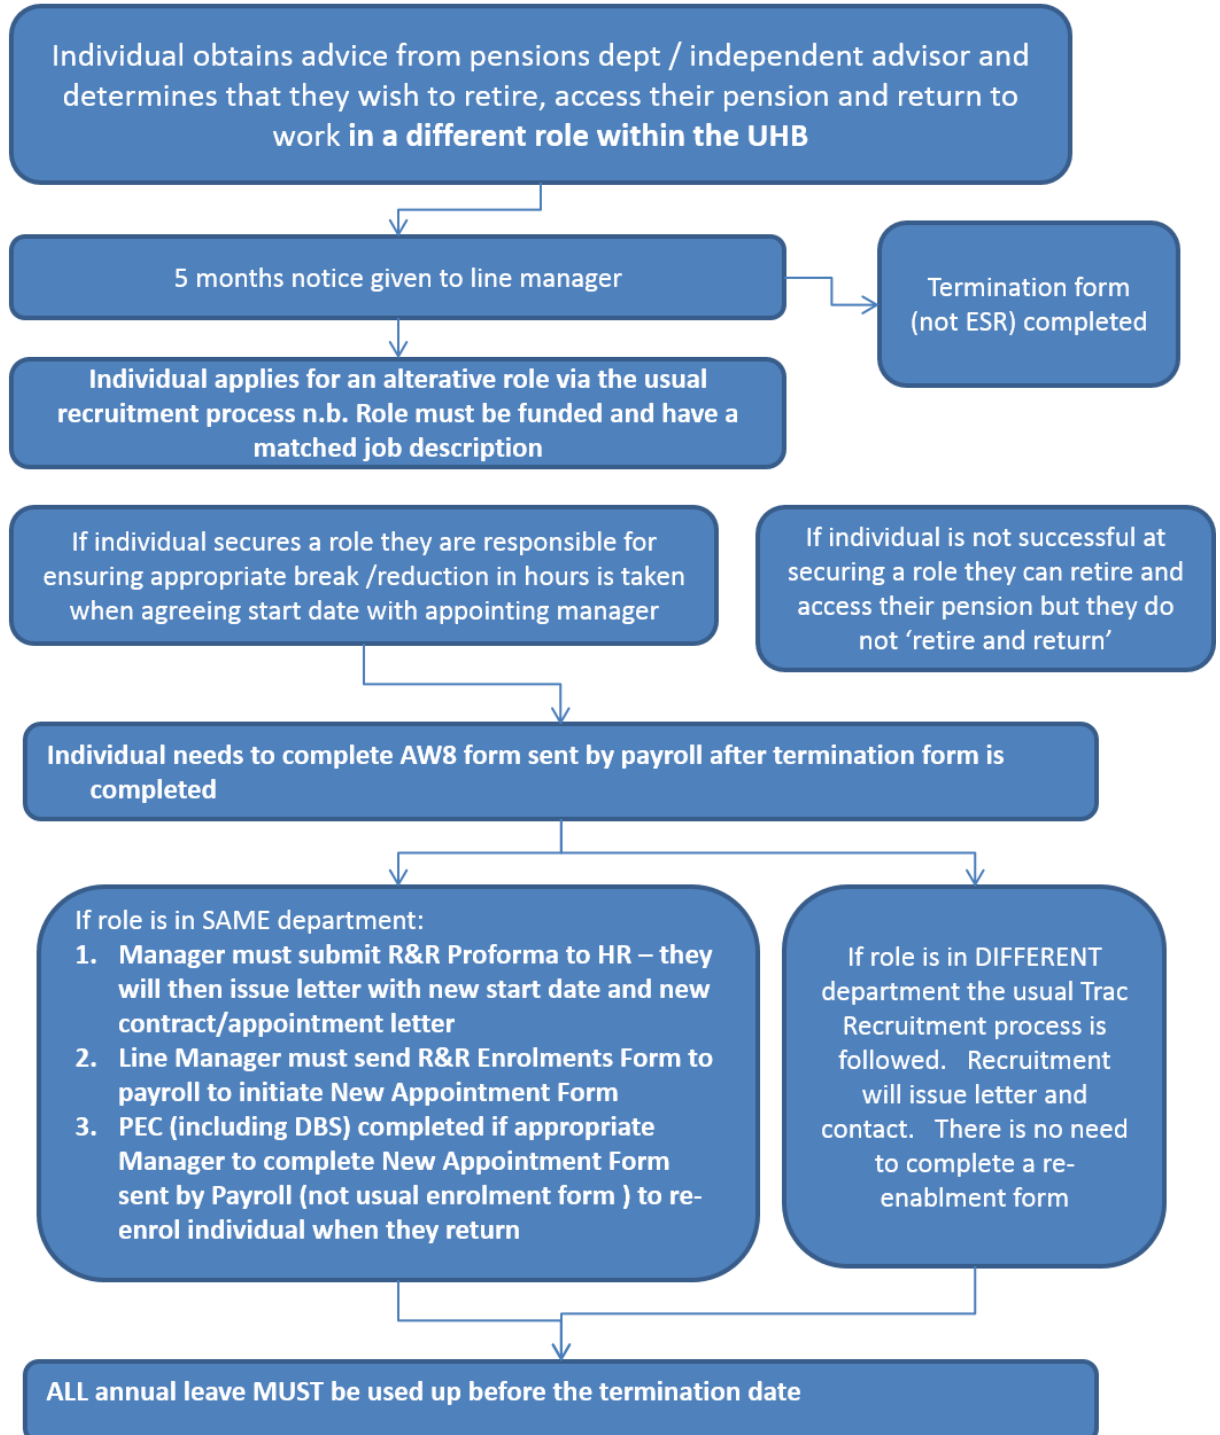 Individual obtains advice from pensions dept / independent advisor and
determines that they wish to retire, access their pension and return to
work in a different role within the UHB
5 months notice given to line manager
Termination form
(not ESR) completed
Individual applies for an alterative role via the usual
recruitment process n.b. Role must be funded and have a
matched job description
If individual secures a role they are responsible for
ensuring appropriate break /reduction in hours is taken
when agreeing start date with appointing manager
If individual is not successful at
securing a role they can retire and
access their pension but they do
not ‘retire and return’
Individual needs to complete AW8 form sent by payroll after termination form is
completed
If role is in SAME department:
1. Manager must submit R&R Proforma to HR – they
will then issue letter with new start date and new
contract/appointment letter
2. Line Manager must send R&R Enrolments Form to
payroll to initiate New Appointment Form
3. PEC (including DBS) completed if appropriate
Manager to complete New Appointment Form
sent by Payroll (not usual enrolment form ) to re-
enrol individual when they return
If role is in DIFFERENT
department the usual Trac
Recruitment process is
followed. Recruitment
will issue letter and
contact. There is no need
to complete a re-
enablment form
ALL annual leave MUST be used up before the termination date